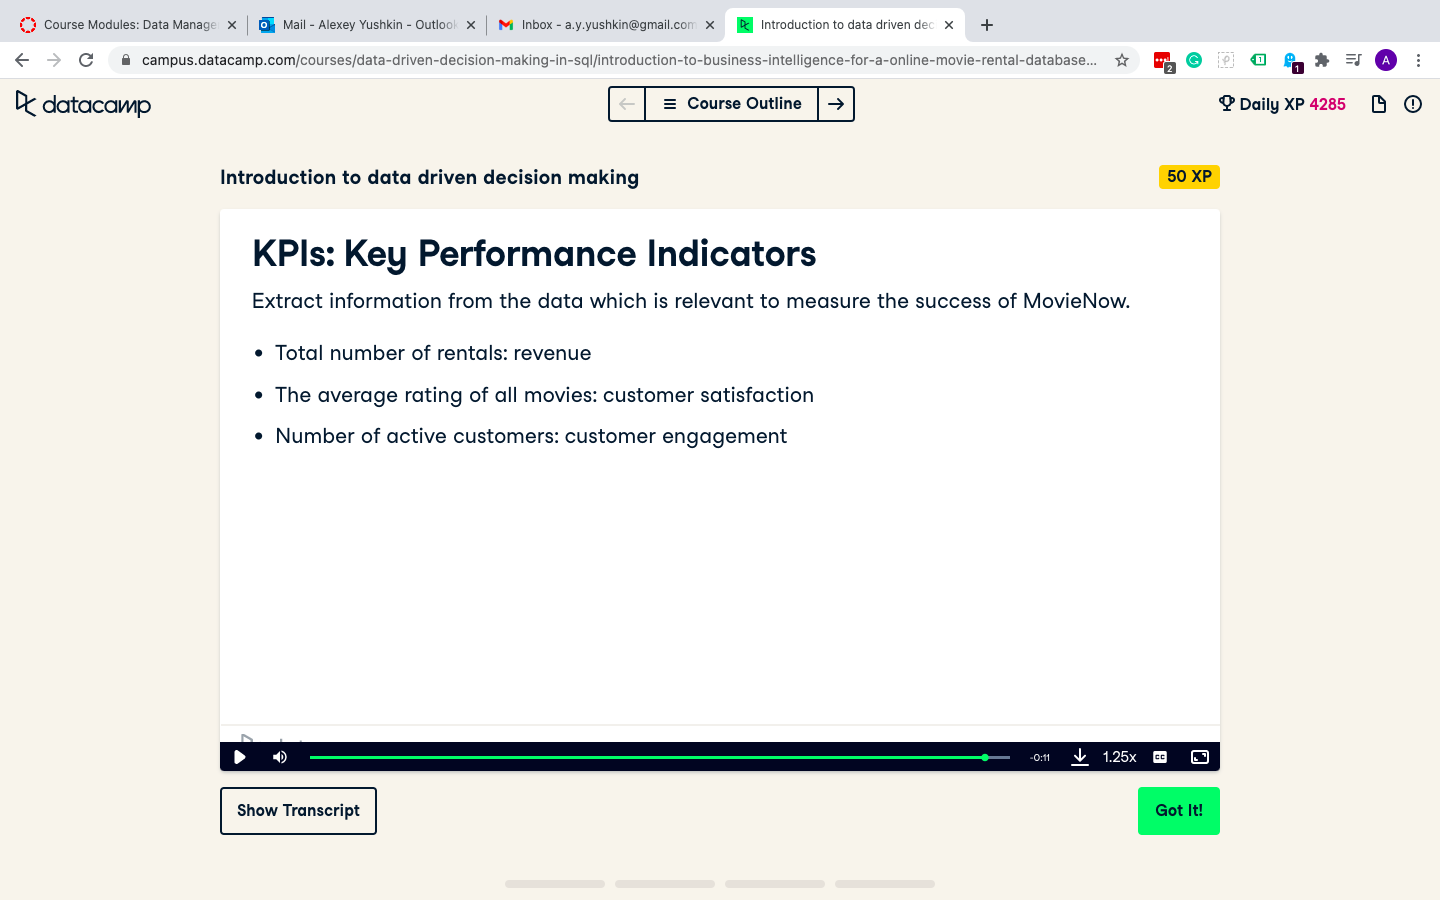 Course Modules: Data Manage
Mail - Alexey Yushkin - Outlook
Inbox - a.y.yushkin@gmail.com
Introduction to data driven dec
campus.datacamp.com/courses/data-driven-decision-making-in-sql/introduction-to-business-intelligence-for-a-online-movie-rental-database...
2
1
1
A
datacamp
Course Outline
Daily XP 4285
Introduction to data driven decision making
50 XP
KPIs: Key Performance Indicators
Extract information from the data which is relevant to measure the success of MovieNow.
• Total number of rentals: revenue
• The average rating of all movies: customer satisfaction
• Number of active customers: customer engagement
-0:11
1.25x
CC
Show Transcript
Got It!